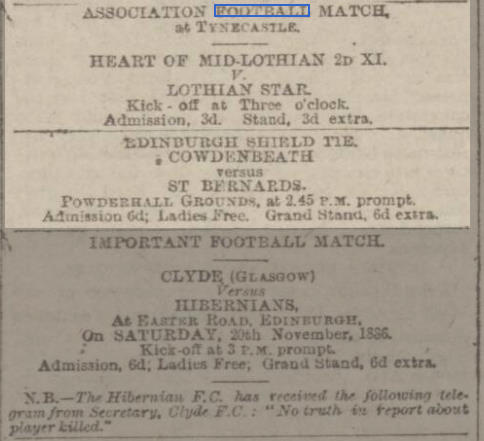 ASSOCIATION FOOTBALL MATCH,
at TYNECASTLE.
HEART OF MID-LOTHIAN 2D XI.
V.
LOTHIAN STAR.
Kick-off at Three o'clock.
Admission, 3d. Stand, 3d extra.
EDINBURGH SHIELD TIE.
COWDENBEATH
versus
ST BERNARDS.
POWDERHALL GROUNDS, at 2.45 P.M. prompt.
Admission 6d; Ladies Free. Grand Stand, 6d extra.
IMPORTANT FOOTBALL MATCH.
CLYDE (GLASGOW)
Versus
HIBERNIANS,
At EASTER ROAD, EDINBURGH,
On SATURDAY, 20th November, 1886.
Kick-off at 3 P.M. prompt.
Admission, 6d; Ladies Free; Grand Stand, 6d extra.
N.B.—The Hibernian F.C. has received the following tele-
gram from Secretary, Clyde F.C.: "No truth in report about
player killed."